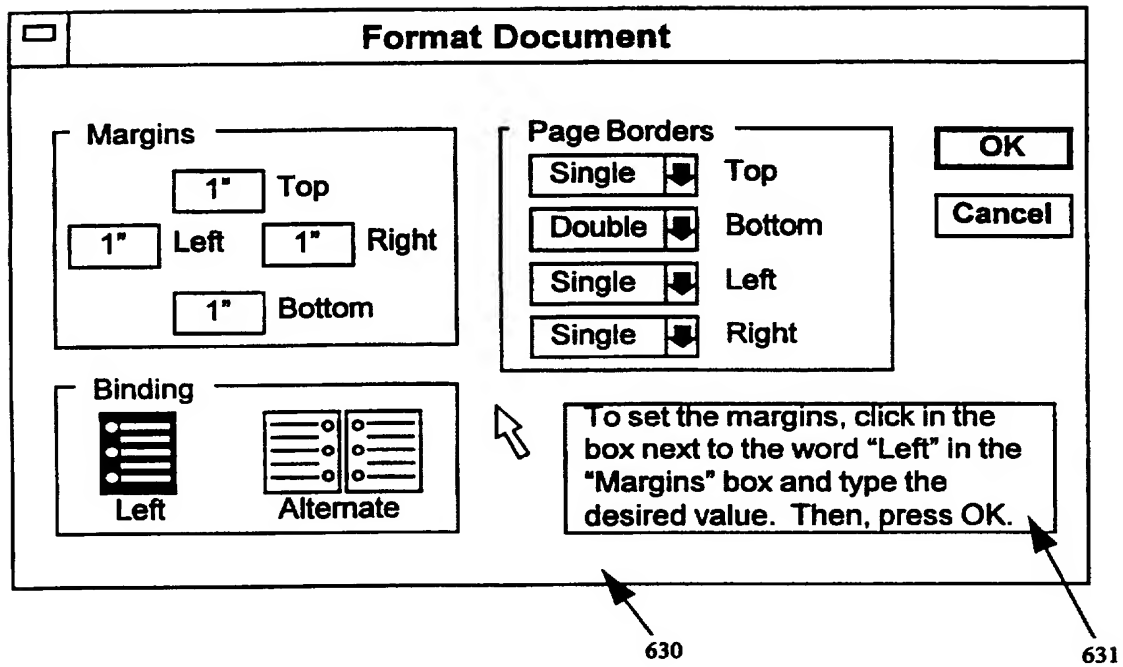 Format Document
Margins
1" Top
1" Left 1" Right
1" Bottom
Page Borders
Single Top
Double Bottom
Single Left
Single Right
OK
Cancel
Binding
Left Alternate
To set the margins, click in the
box next to the word “Left” in the
“Margins” box and type the
desired value. Then, press OK.
630
631